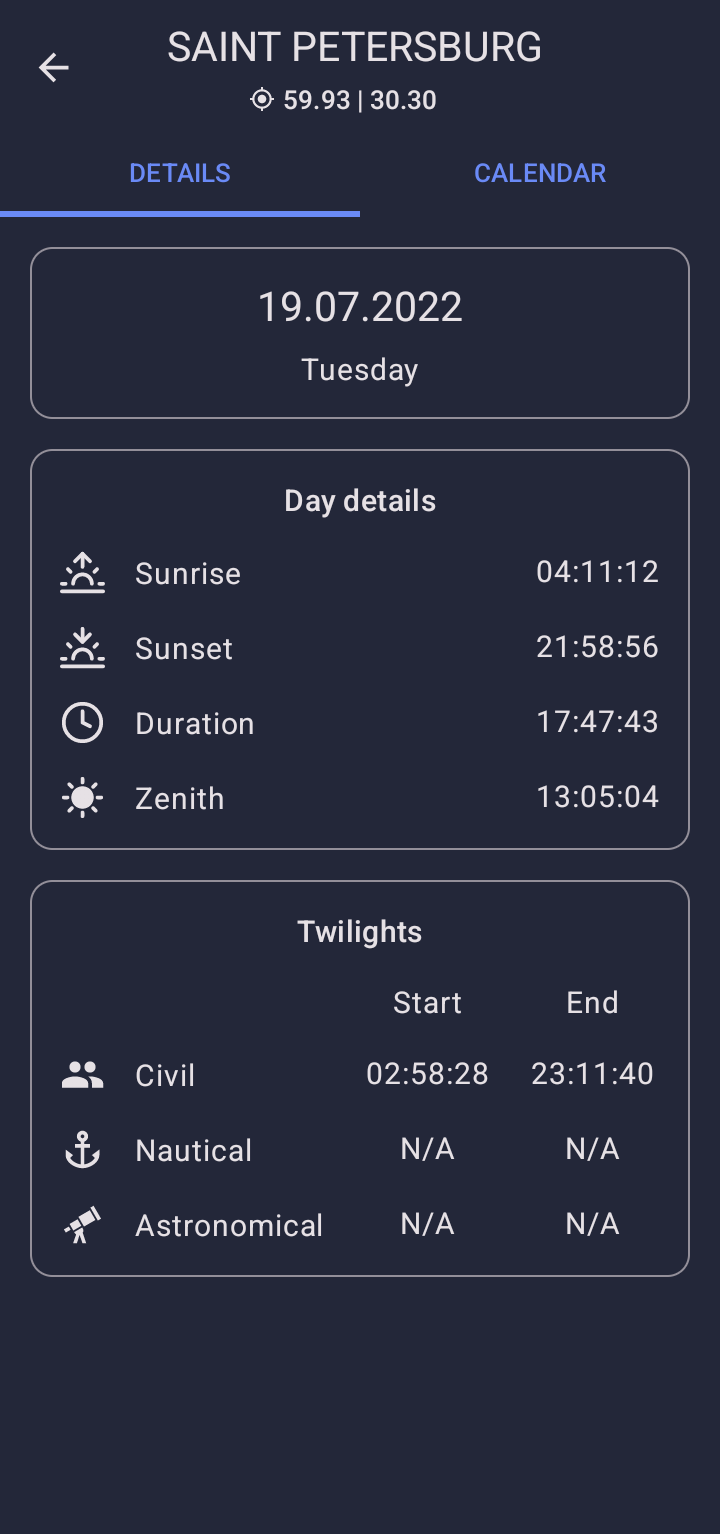 SAINT PETERSBURG
59.93 | 30.30
DETAILS CALENDAR
19.07.2022
Tuesday
Day details
Sunrise 04:11:12
Sunset 21:58:56
Duration 17:47:43
Zenith 13:05:04
Twilights
Start End
Civil 02:58:28 23:11:40
Nautical N/A N/A
Astronomical N/A N/A